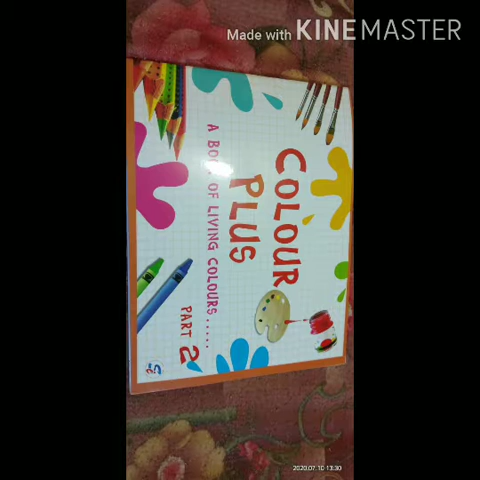 Made with KINEMASTER
COLOUR
PLUS
A BOOK OF LIVING COLOURS.....
PART 2
2020.07.10 13:30